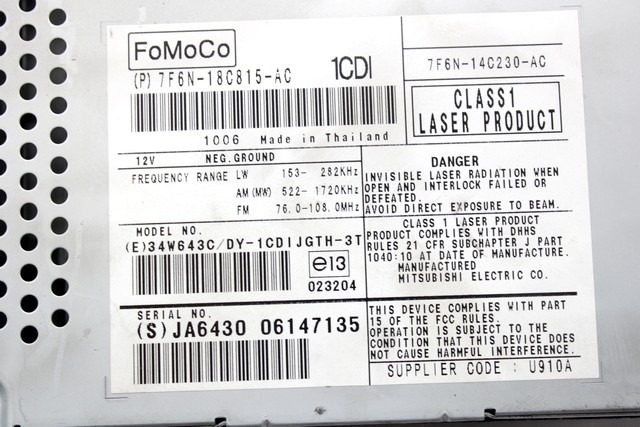 FoMoCo
(P) 7F6N-18C815-AC 1CDI
1006 Made in Thailand
7F6N-14C230-AC
CLASS1
LASER PRODUCT
12V NEG.GROUND
FREQUENCY RANGE LW 153- 282KHz
AM (MW) 522- 1720KHz
FM 76.0-108.0MHz
DANGER
INVISIBLE LASER RADIATION WHEN
OPEN AND INTERLOCK FAILED OR
DEFEATED.
AVOID DIRECT EXPOSURE TO BEAM.
MODEL NO.
(E)34W643C/DY-1CDIJGTH-3T
e13
023204
CLASS 1 LASER PRODUCT
PRODUCT COMPLIES WITH DHHS
RULES 21 CFR SUBCHAPTER J PART
1040:10 AT DATE OF MANUFACTURE.
MANUFACTURED
MITSUBISHI ELECTRIC CO.
SERIAL NO.
(S)JA6430 06147135
THIS DEVICE COMPLIES WITH PART
15 OF THE FCC RULES.
OPERATION IS SUBJECT TO THE
CONDITION THAT THIS DEVICE DOES
NOT CAUSE HARMFUL INTERFERENCE.
SUPPLIER CODE : U910A